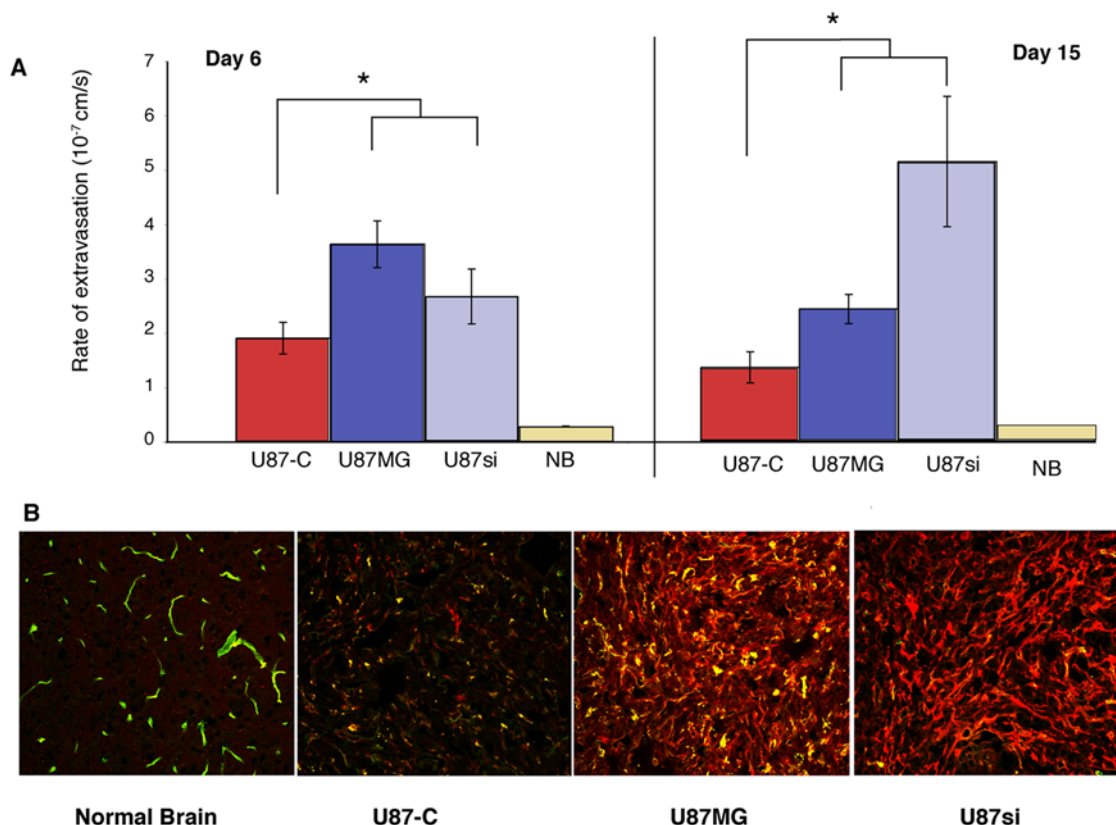 A
Day 6
Day 15
*
*
Rate of extravasation (10⁻⁷ cm/s)
7
6
5
4
3
2
1
0
U87-C U87MG U87si NB
U87-C U87MG U87si NB
B
Normal Brain U87-C U87MG U87si